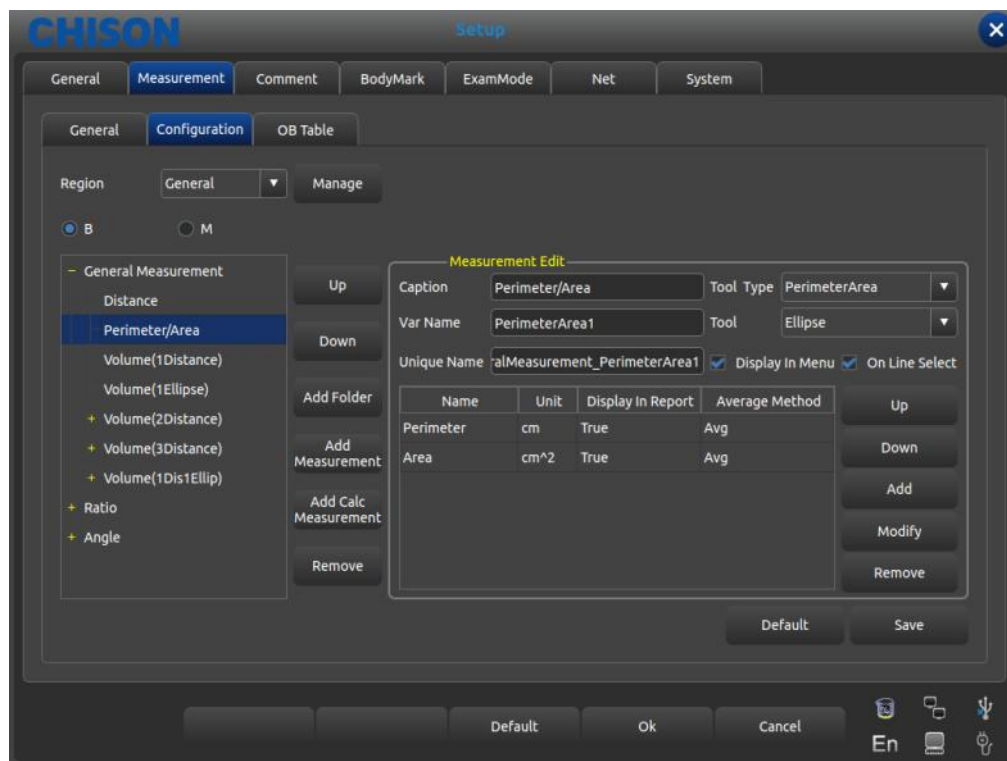 CHISON
Setup
General Measurement Comment BodyMark ExamMode Net System
General Configuration OB Table
Region General Manage
B M
− General Measurement
Distance
Perimeter/Area
Volume(1Distance)
Volume(1Ellipse)
+ Volume(2Distance)
+ Volume(3Distance)
+ Volume(1Dis1Ellip)
+ Ratio
+ Angle
Up
Down
Add Folder
Add
Measurement
Add Calc
Measurement
Remove
Measurement Edit
Caption Perimeter/Area Tool Type PerimeterArea
Var Name PerimeterArea1 Tool Ellipse
Unique Name alMeasurement_PerimeterArea1 Display In Menu On Line Select
Name Unit Display In Report Average Method
Perimeter cm True Avg
Area cm^2 True Avg
Up
Down
Add
Modify
Remove
Default Save
Default Ok Cancel
En